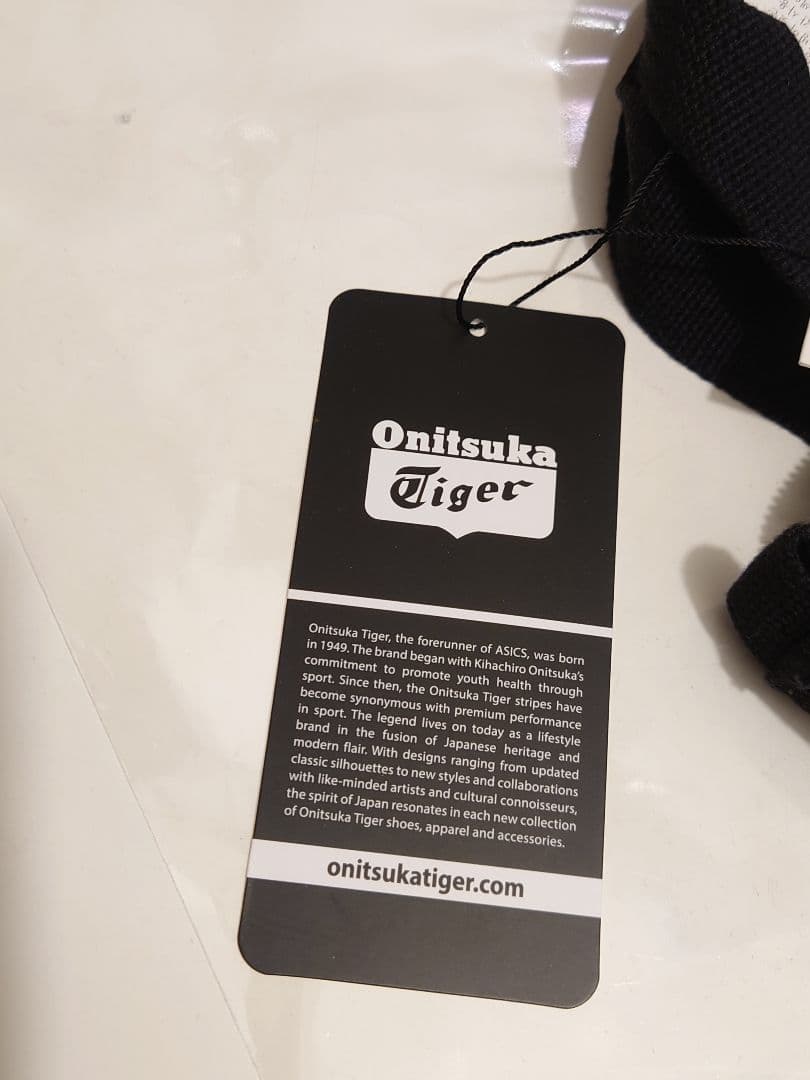 Onitsuka
Tiger
Onitsuka Tiger, the forerunner of ASICS, was born
in 1949. The brand began with Kihachiro Onitsuka's
commitment to promote youth health through
sport. Since then, the Onitsuka Tiger stripes have
become synonymous with premium performance
in sport. The legend lives on today as a lifestyle
brand in the fusion of Japanese heritage and
modern flair. With designs ranging from updated
classic silhouettes to new styles and collaborations
with like-minded artists and cultural connoisseurs,
the spirit of Japan resonates in each new collection
of Onitsuka Tiger shoes, apparel and accessories.
onitsukatiger.com